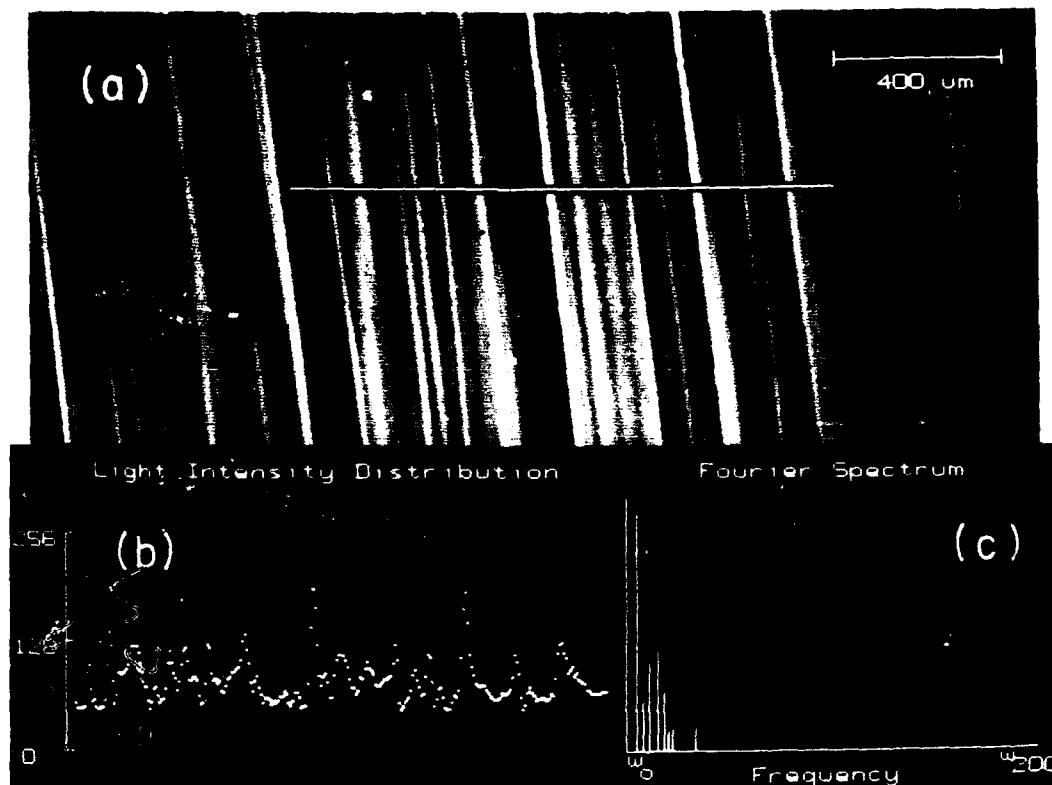 (a)
400 um
Light Intensity Distribution
Fourier Spectrum
256
(b)
(c)
128
0
ω0
ω200
Frequency